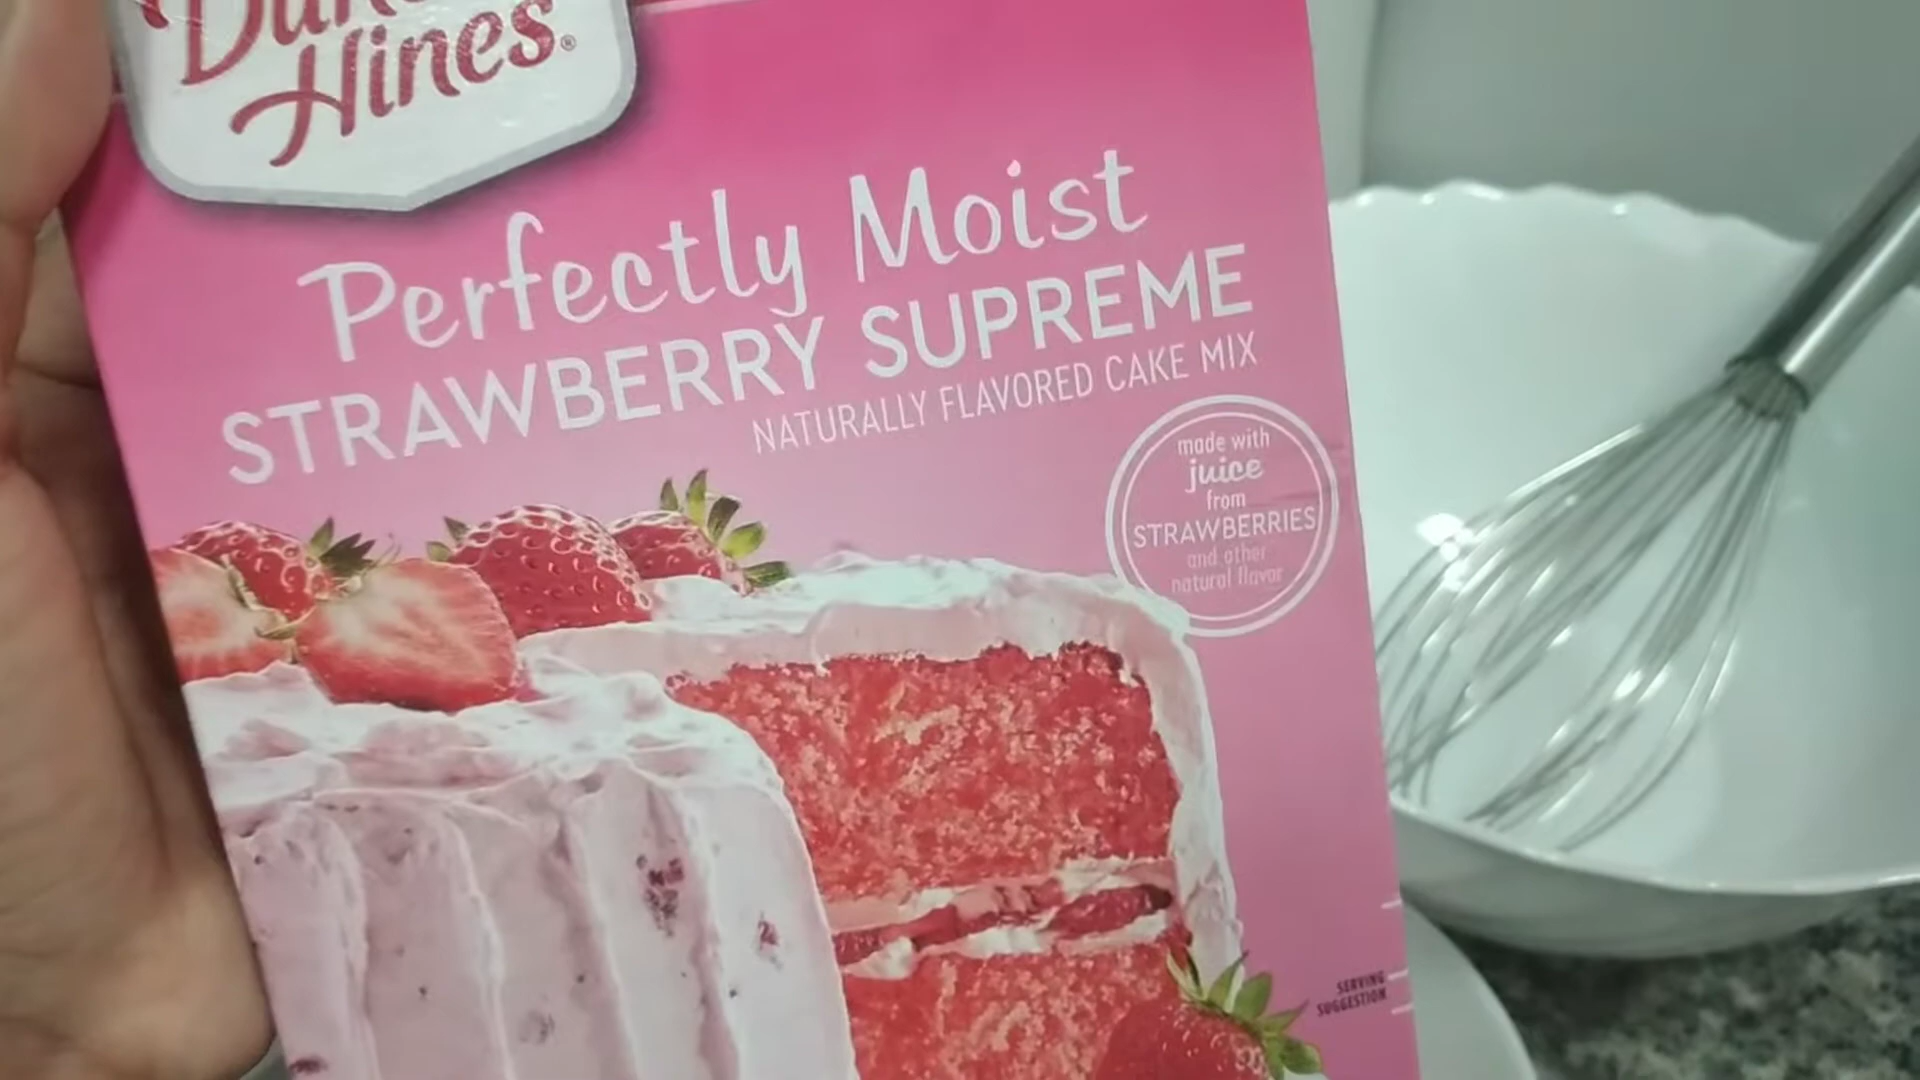 Hines®
Perfectly Moist
STRAWBERRY SUPREME
NATURALLY FLAVORED CAKE MIX
made with
juice
from
STRAWBERRIES
and other
natural flavor
SERVING
SUGGESTION